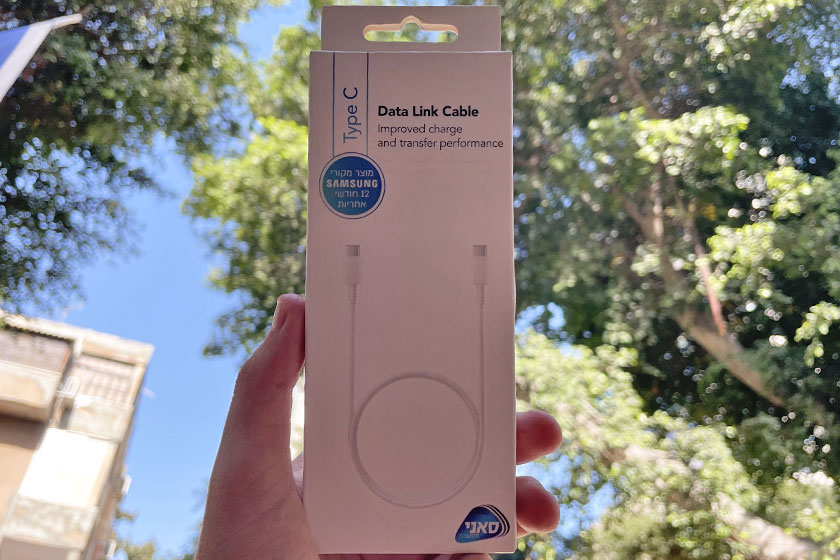 Type C
Data Link Cable
Improved charge
and transfer performance
מוצר מקורי
SAMSUNG
12 חודשי
אחריות
סאני